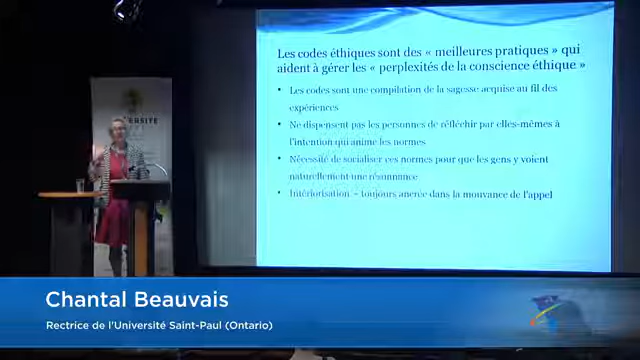 Les codes éthiques sont des « meilleures pratiques » qui
aident à gérer les « perplexités de la conscience éthique »
• Les codes sont une compilation de la sagesse acquise au fil des
expériences
• Ne dispensent pas les personnes de réfléchir par elles-mêmes à
l'intention qui anime les normes
• Nécessité de socialiser ces normes pour que les gens y voient
naturellement une résonnance
• Intériorisation – toujours ancrée dans la mouvance de l'appel
Chantal Beauvais
Rectrice de l'Université Saint-Paul (Ontario)